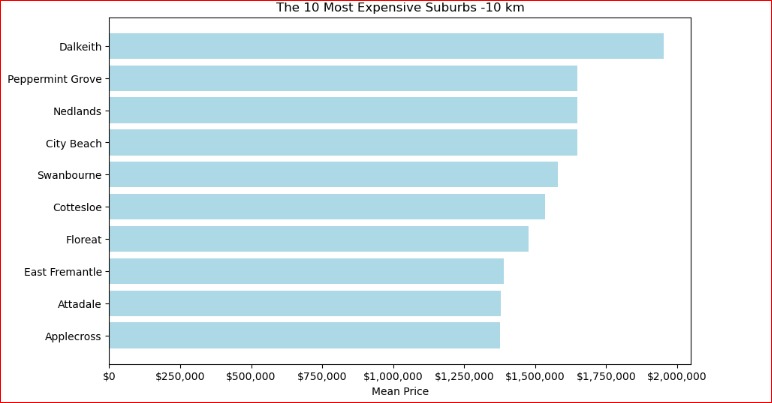 The 10 Most Expensive Suburbs -10 km
Dalkeith
Peppermint Grove
Nedlands
City Beach
Swanbourne
Cottesloe
Floreat
East Fremantle
Attadale
Applecross
$0 $250,000 $500,000 $750,000 $1,000,000 $1,250,000 $1,500,000 $1,750,000 $2,000,000
Mean Price